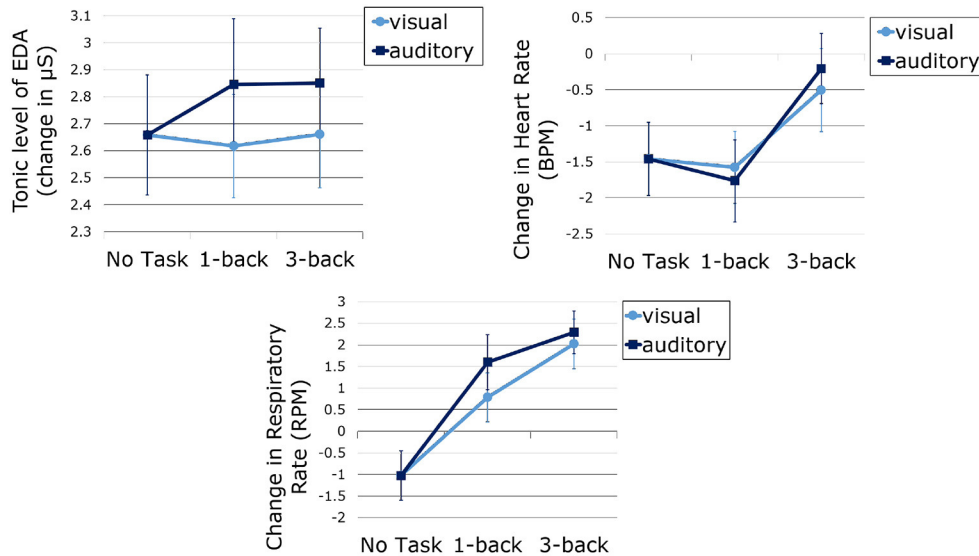 Tonic level of EDA
(change in µS)
3.1
3
2.9
2.8
2.7
2.6
2.5
2.4
2.3
No Task 1-back 3-back
visual
auditory
Change in Heart Rate
(BPM)
0
-0.5
-1
-1.5
-2
-2.5
No Task 1-back 3-back
visual
auditory
Change in Respiratory
Rate (RPM)
3
2.5
2
1.5
1
0.5
0
-0.5
-1
-1.5
-2
No Task 1-back 3-back
visual
auditory